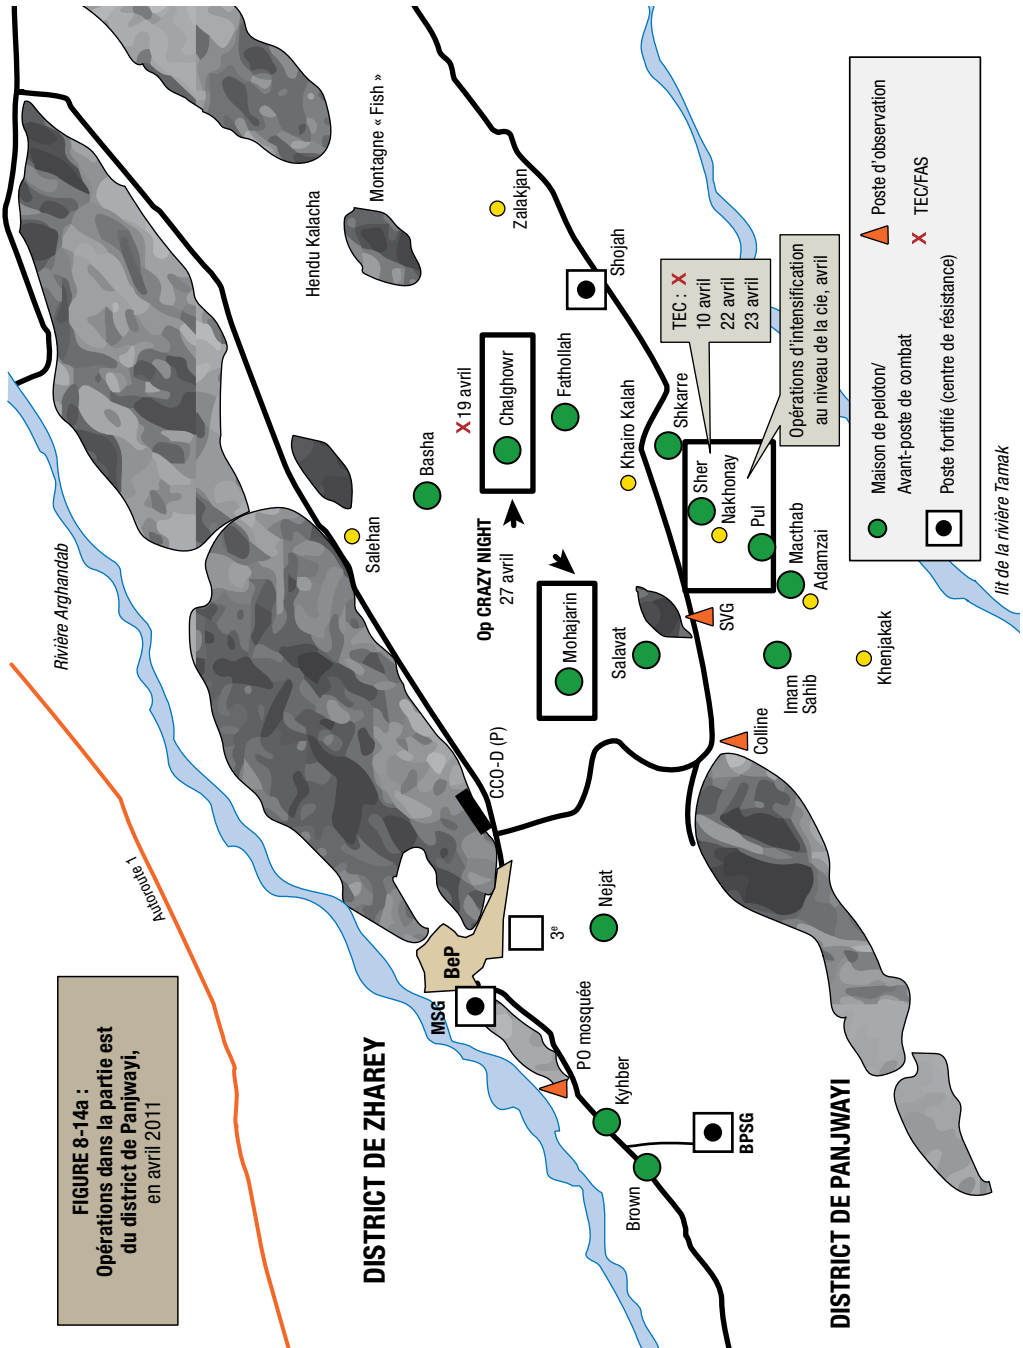 FIGURE 8-14a :
Opérations dans la partie est
du district de Panjwayi,
en avril 2011
Autoroute 1
Rivière Arghandab
DISTRICT DE ZHAREY
DISTRICT DE PANJWAYI
MSG
BeP
3e
CCO-D (P)
PO mosquée
Kyhber
Brown
BPSG
Nejat
Colline
SVG
Salavat
Mohajarin
Op CRAZY NIGHT
27 avril
Salehan
Basha
X 19 avril
Chalghowr
Fathollah
Hendu Kalacha
Montagne « Fish »
Zalakjan
Shojah
Khairo Kalah
Shkarre
Sher
Nakhonay
Pul
Macthab
Adamzai
Imam
Sahib
Khenjakak
TEC : X
10 avril
22 avril
23 avril
Opérations d'intensification
au niveau de la cie, avril
Maison de peloton/
Avant-poste de combat
Poste fortifié (centre de résistance)
Poste d'observation
X TEC/FAS
lit de la rivière Tamak